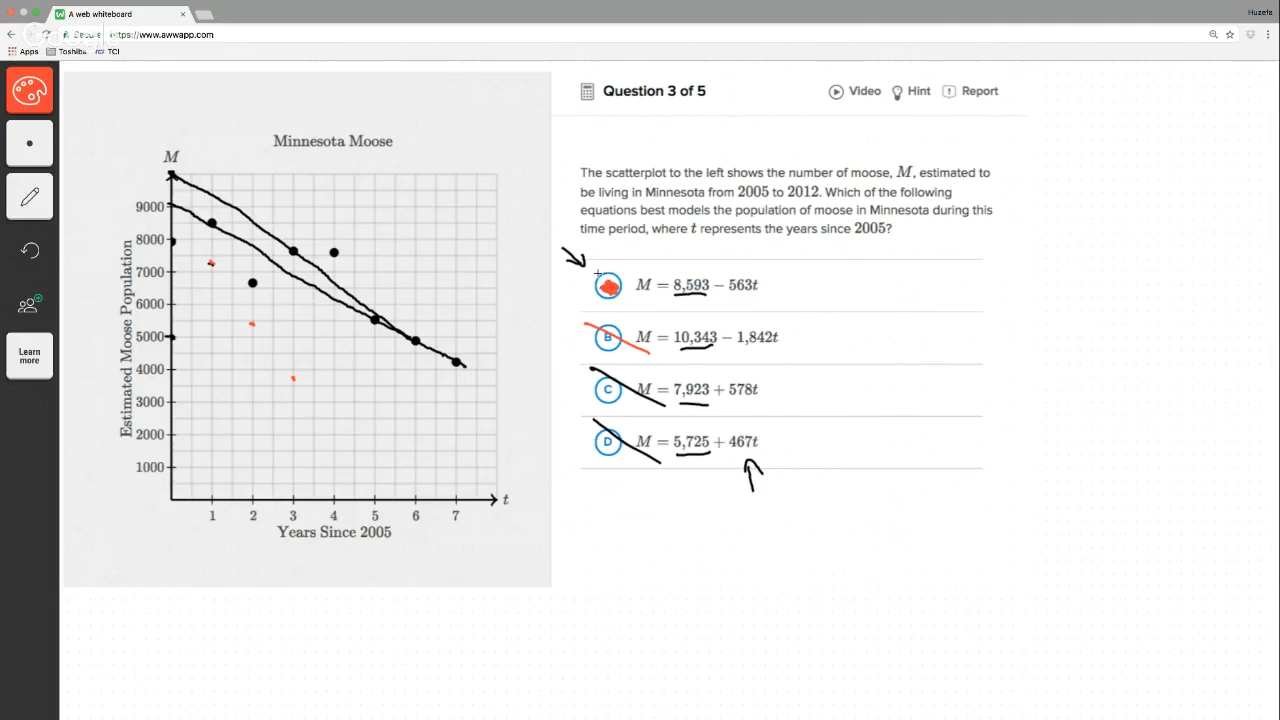 A web whiteboard
Huzefa
Secure https://www.awwapp.com
Apps Toshiba TCI
Learn
more
Minnesota Moose
M
9000
8000
7000
6000
5000
4000
3000
2000
1000
Estimated Moose Population
1 2 3 4 5 6 7
t
Years Since 2005
Question 3 of 5
Video Hint Report
The scatterplot to the left shows the number of moose, M, estimated to
be living in Minnesota from 2005 to 2012. Which of the following
equations best models the population of moose in Minnesota during this
time period, where t represents the years since 2005?
M = 8,593 − 563t
B M = 10,343 − 1,842t
C M = 7,923 + 578t
D M = 5,725 + 467t